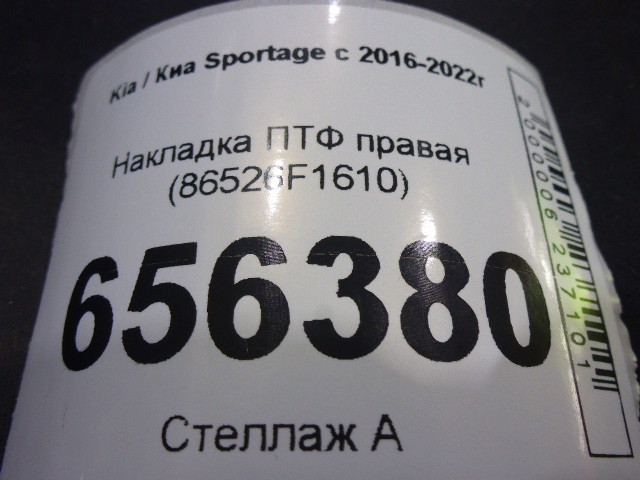 Kia / Киа Sportage с 2016-2022г
Накладка ПТФ правая
(86526F1610)
656380
Стеллаж А
2000006237101